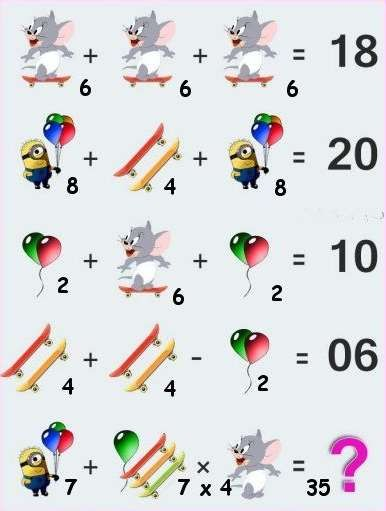 + + = 18
6 6 6
+ + = 20
8 4 8
+ + = 10
2 6 2
+ - = 06
4 4 2
+ × = ?
7 7 x 4 35